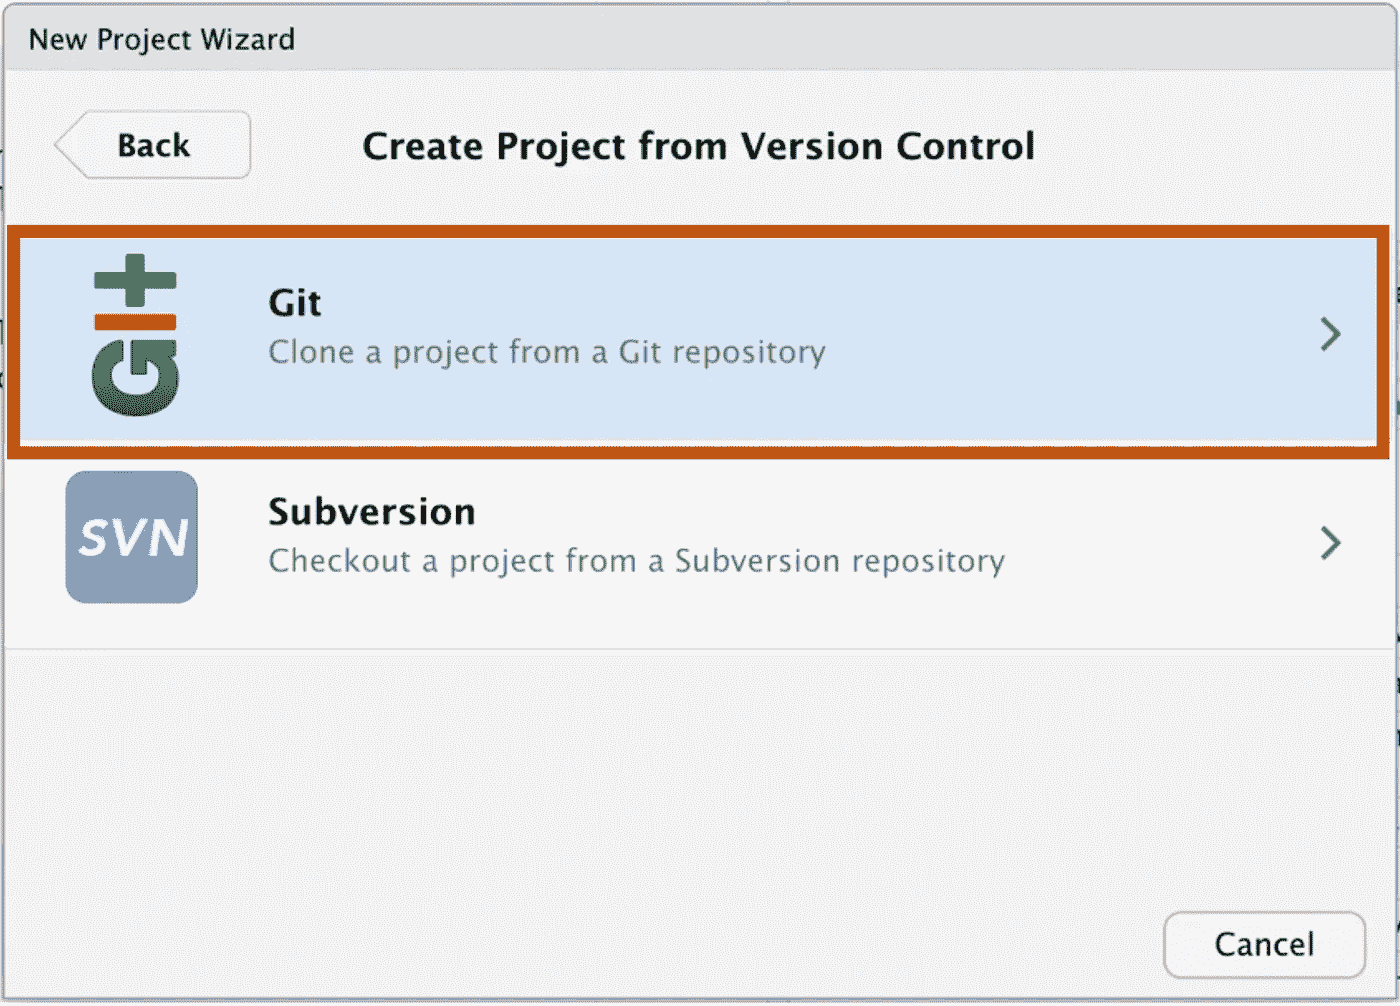 New Project Wizard
Back
Create Project from Version Control
GIT
Git
Clone a project from a Git repository
SVN
Subversion
Checkout a project from a Subversion repository
Cancel